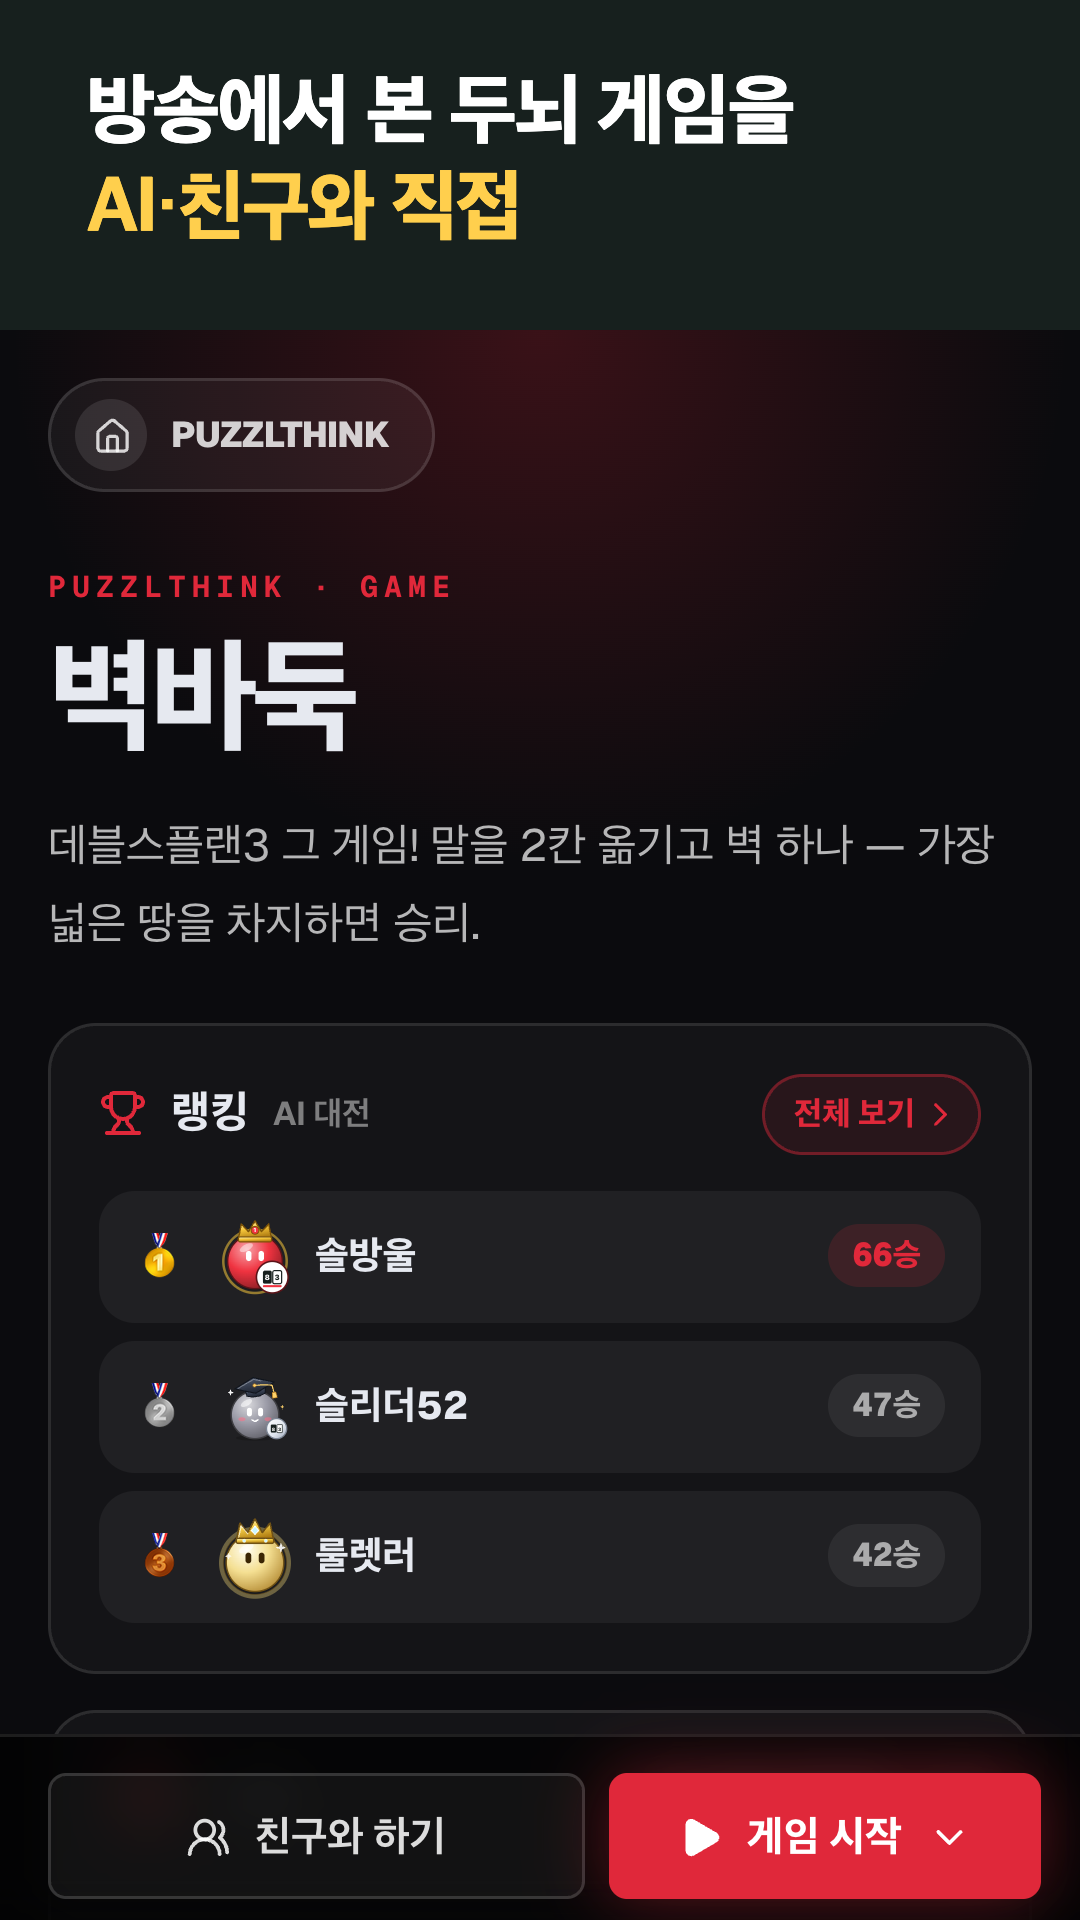 방송에서 본 두뇌 게임을
AI·친구와 직접
PUZZLTHINK
PUZZLTHINK · GAME
벽바둑
데블스플랜3 그 게임! 말을 2칸 옮기고 벽 하나 — 가장
넓은 땅을 차지하면 승리.
랭킹 AI 대전
전체 보기
1 솔방울 66승
2 슬리더52 47승
3 룰렛러 42승
친구와 하기
게임 시작